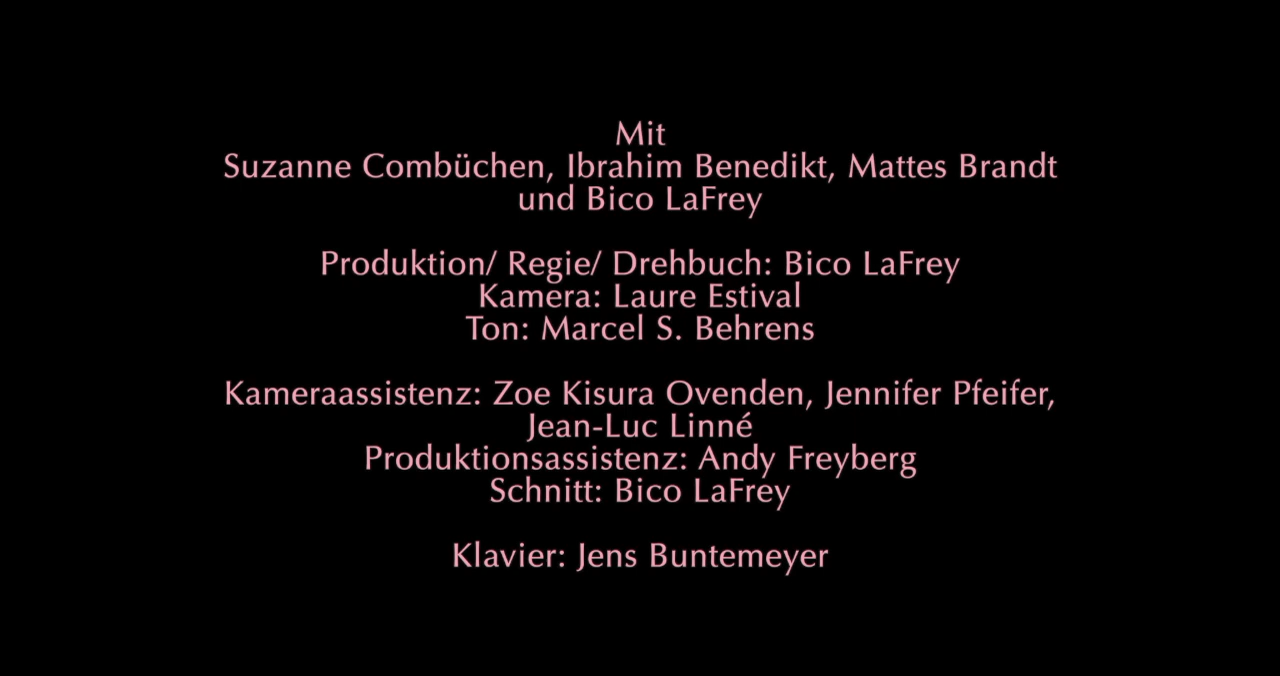 Mit
Suzanne Combüchen, Ibrahim Benedikt, Mattes Brandt
und Bico LaFrey
Produktion/ Regie/ Drehbuch: Bico LaFrey
Kamera: Laure Estival
Ton: Marcel S. Behrens
Kameraassistenz: Zoe Kisura Ovenden, Jennifer Pfeifer,
Jean-Luc Linné
Produktionsassistenz: Andy Freyberg
Schnitt: Bico LaFrey
Klavier: Jens Buntemeyer